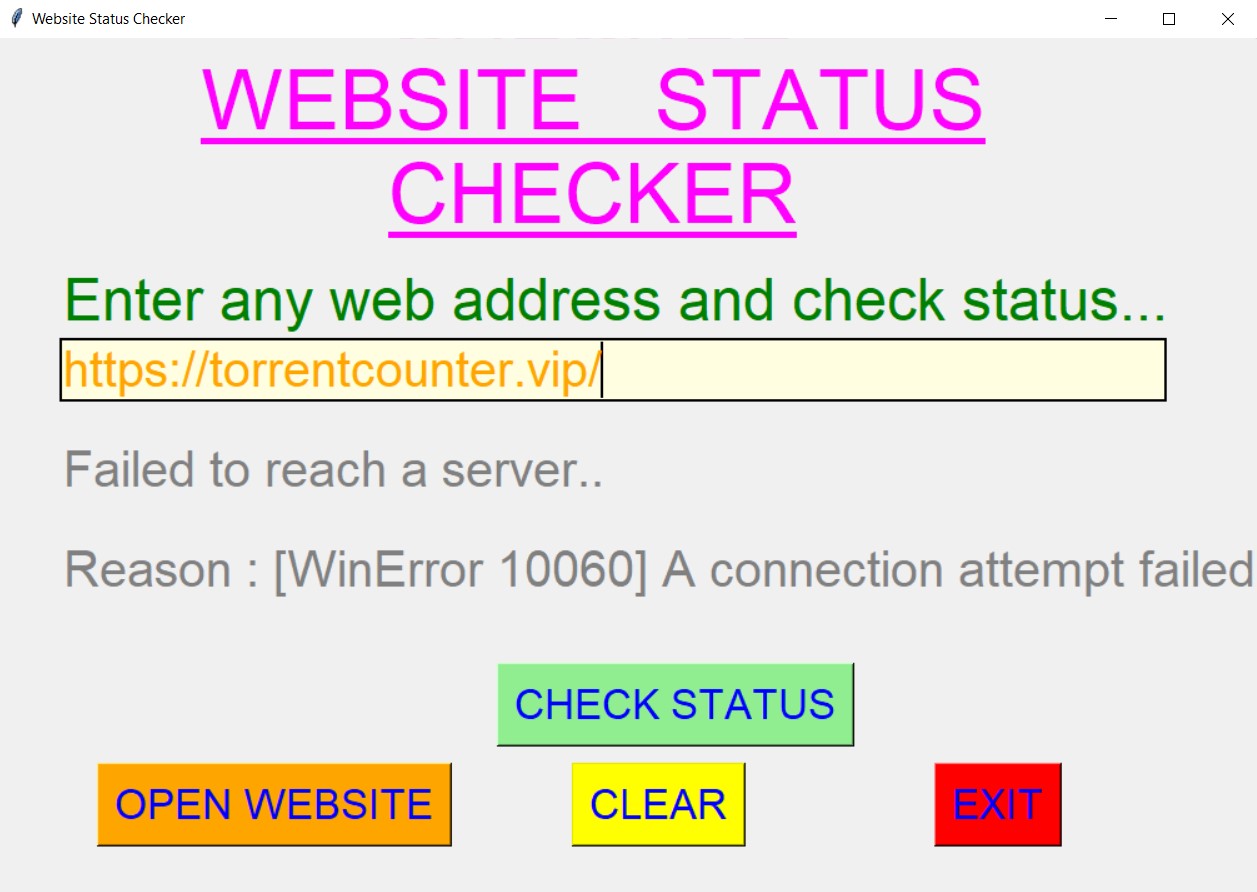 Website Status Checker
WEBSITE STATUS
CHECKER
Enter any web address and check status...
https://torrentcounter.vip/
Failed to reach a server..
Reason : [WinError 10060] A connection attempt failed
CHECK STATUS
OPEN WEBSITE CLEAR EXIT